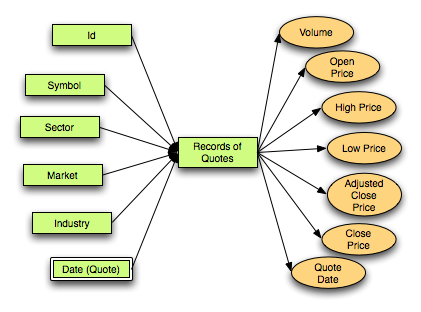 Id
Symbol
Sector
Market
Industry
Date (Quote)
Records of
Quotes
Volume
Open
Price
High Price
Low Price
Adjusted
Close
Price
Close
Price
Quote
Date